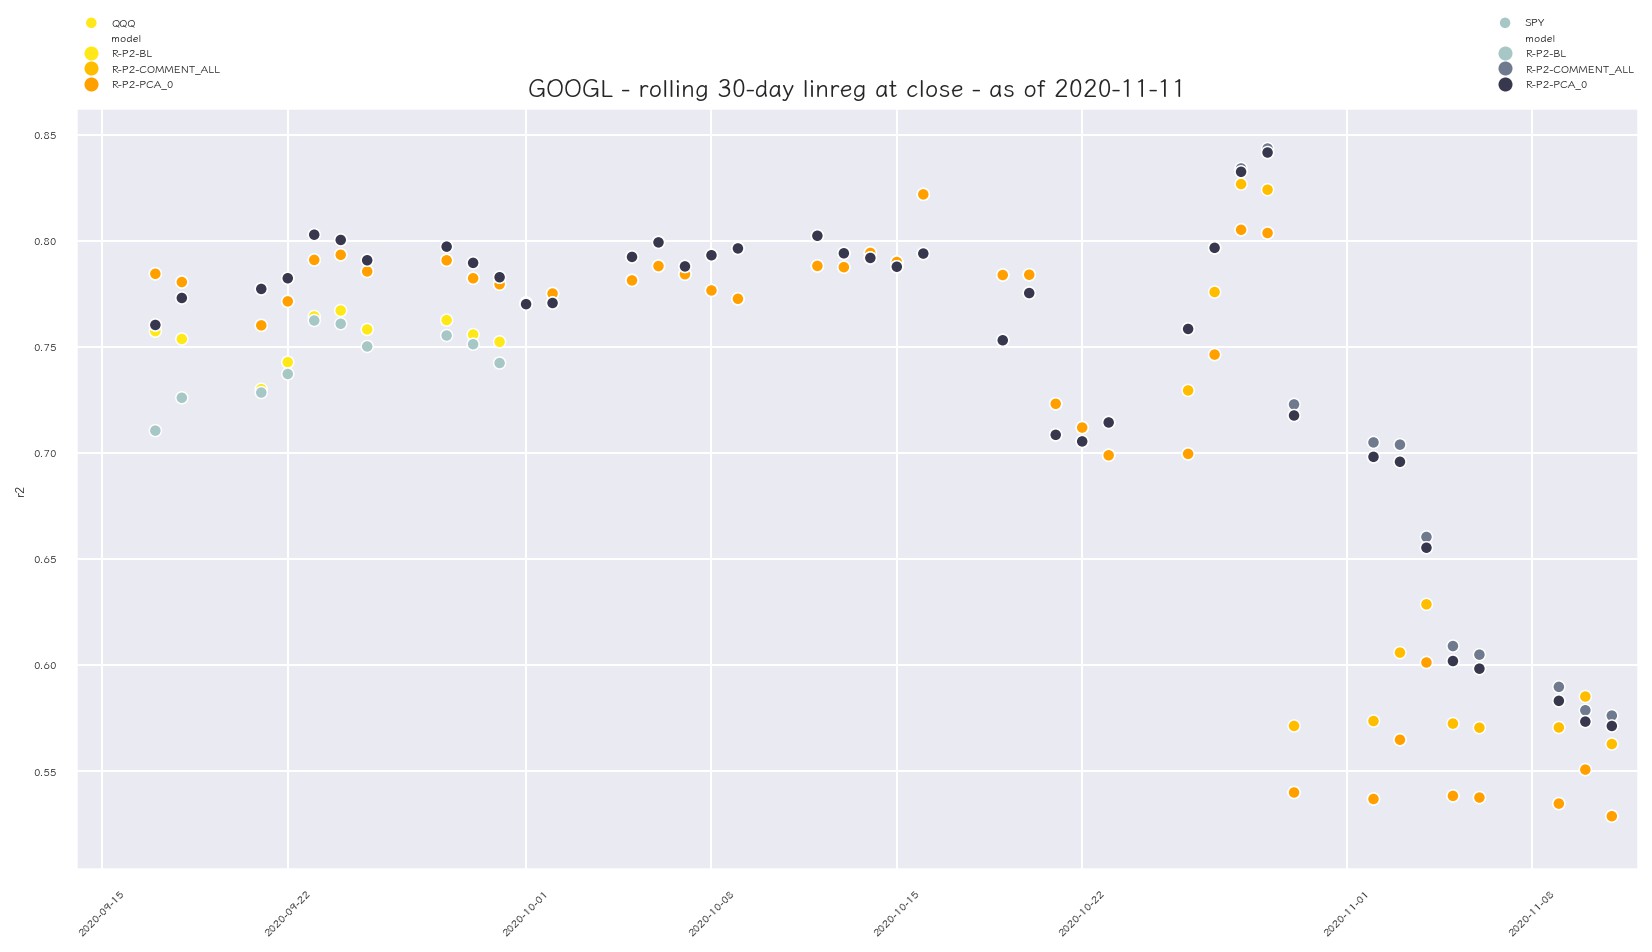 QQQ
model
R-P2-BL
R-P2-COMMENT_ALL
R-P2-PCA_0
SPY
model
R-P2-BL
R-P2-COMMENT_ALL
R-P2-PCA_0
GOOGL - rolling 30-day linreg at close - as of 2020-11-11
0.85
0.80
0.75
0.70
0.65
0.60
0.55
r2
2020-09-15
2020-09-22
2020-10-01
2020-10-08
2020-10-15
2020-10-22
2020-11-01
2020-11-08